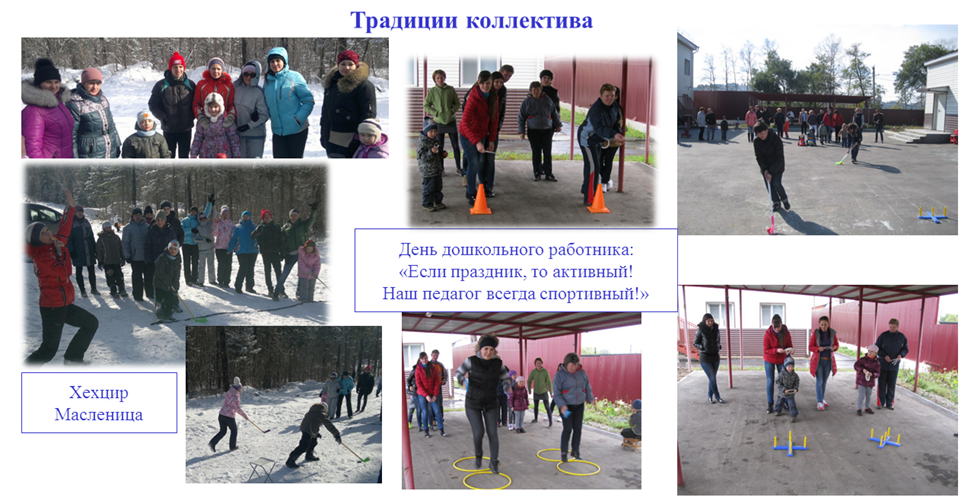 Традиции коллектива
День дошкольного работника:
«Если праздник, то активный!
Наш педагог всегда спортивный!»
Хехцир
Масленица